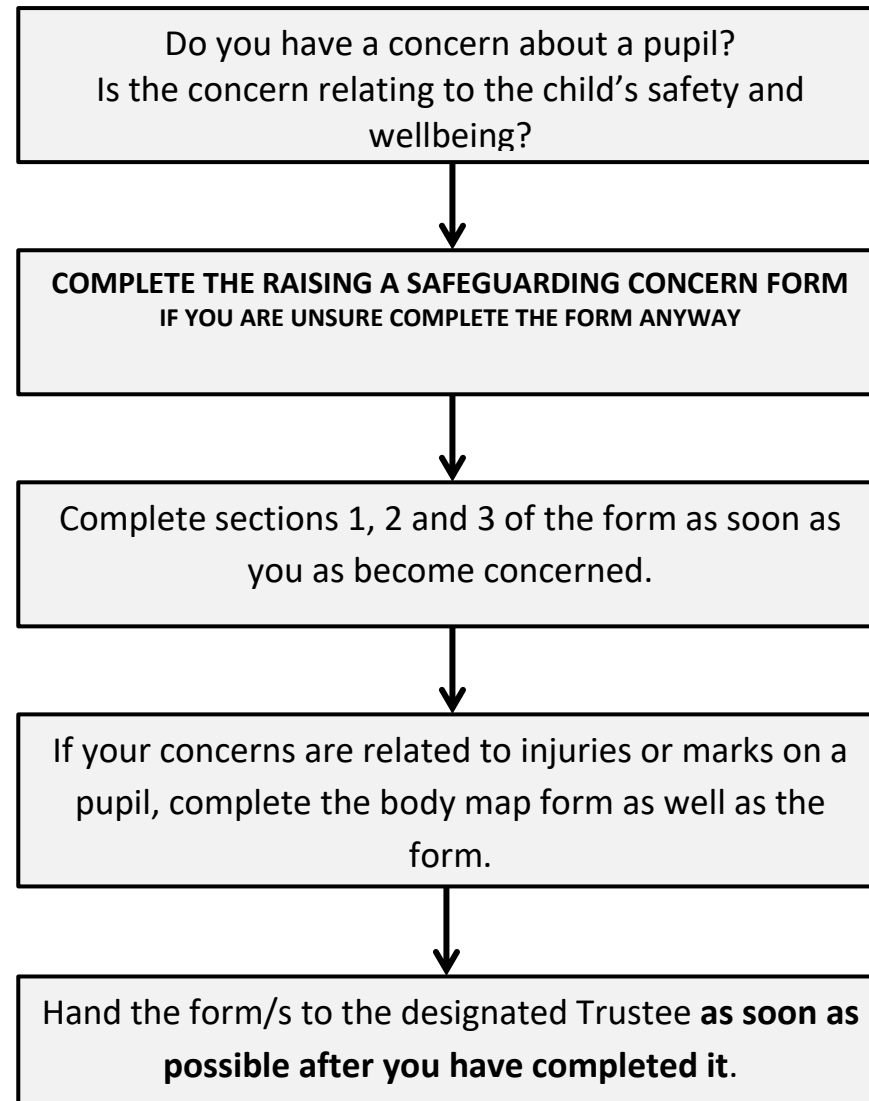 Do you have a concern about a pupil?
Is the concern relating to the child’s safety and
wellbeing?
COMPLETE THE RAISING A SAFEGUARDING CONCERN FORM
IF YOU ARE UNSURE COMPLETE THE FORM ANYWAY
Complete sections 1, 2 and 3 of the form as soon as
you as become concerned.
If your concerns are related to injuries or marks on a
pupil, complete the body map form as well as the
form.
Hand the form/s to the designated Trustee as soon as
possible after you have completed it.